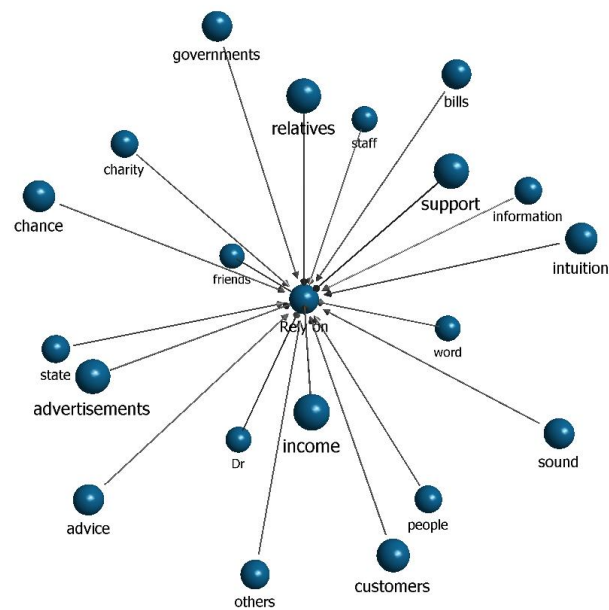 governments
bills
relatives
staff
charity
support
information
chance
intuition
friends
Rely on
word
state
advertisements
income
sound
Dr
advice
people
customers
others